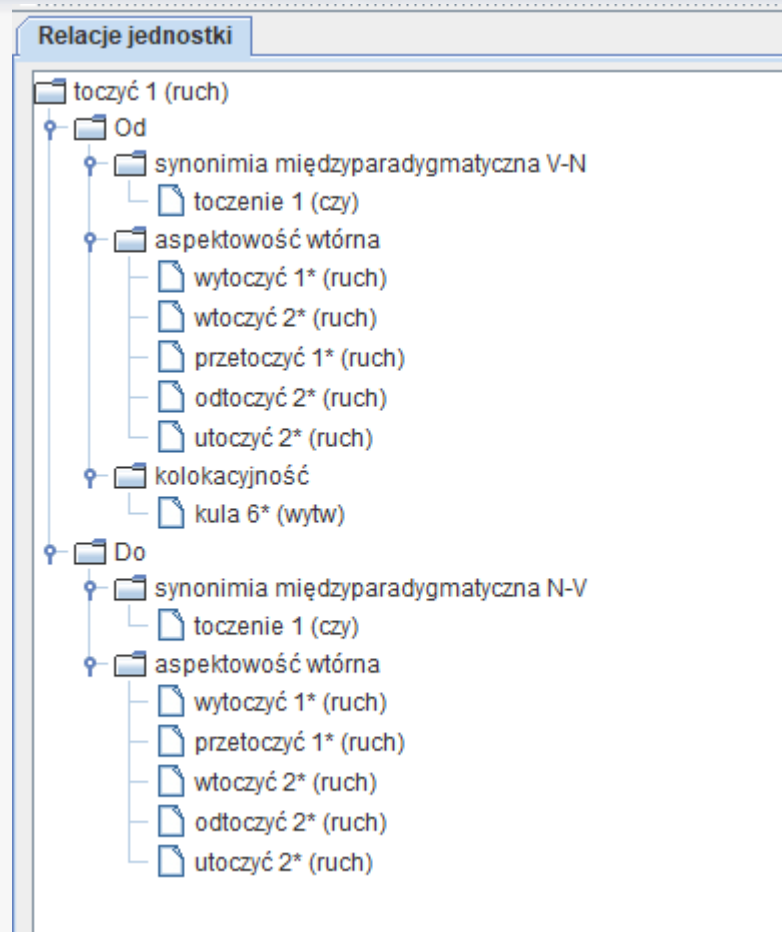 Relacje jednostki
toczyć 1 (ruch)
Od
synonimia międzyparadygmatyczna V-N
toczenie 1 (czy)
aspektowość wtórna
wytoczyć 1* (ruch)
wtoczyć 2* (ruch)
przetoczyć 1* (ruch)
odtoczyć 2* (ruch)
utoczyć 2* (ruch)
kolokacyjność
kula 6* (wytw)
Do
synonimia międzyparadygmatyczna N-V
toczenie 1 (czy)
aspektowość wtórna
wytoczyć 1* (ruch)
przetoczyć 1* (ruch)
wtoczyć 2* (ruch)
odtoczyć 2* (ruch)
utoczyć 2* (ruch)